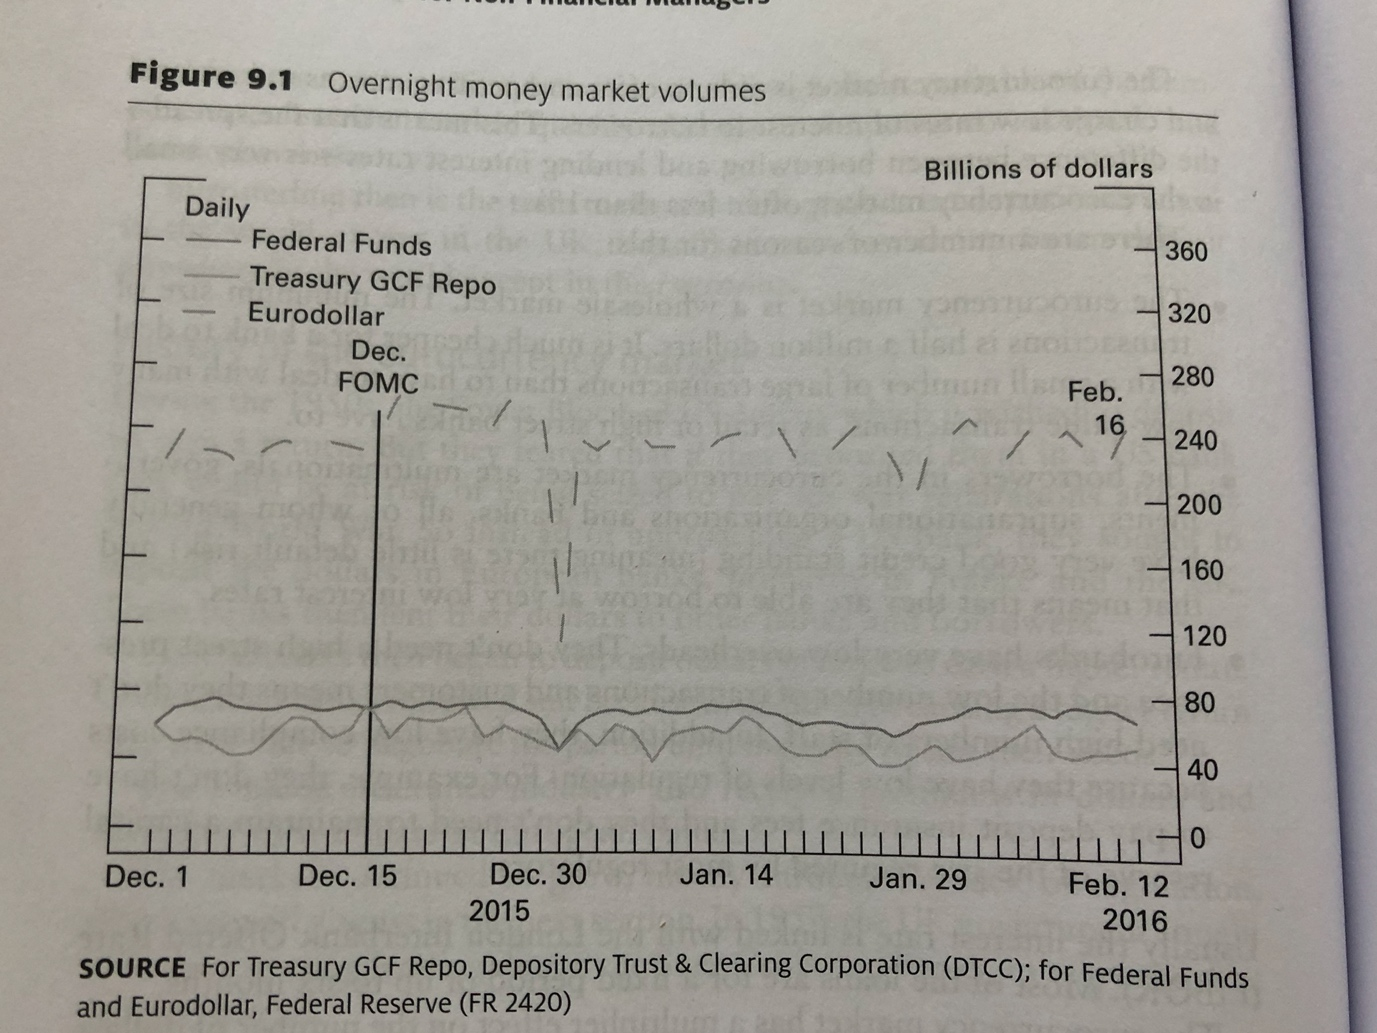 Financial Managers
Figure 9.1 Overnight money market volumes
Billions of dollars
Daily
Federal Funds
Treasury GCF Repo
Eurodollar
Dec.
FOMC
Feb.
16
360
320
280
240
200
160
120
80
40
0
Dec. 1 Dec. 15 Dec. 30 Jan. 14 Jan. 29 Feb. 12
2015 2016
SOURCE For Treasury GCF Repo, Depository Trust & Clearing Corporation (DTCC); for Federal Funds
and Eurodollar, Federal Reserve (FR 2420)